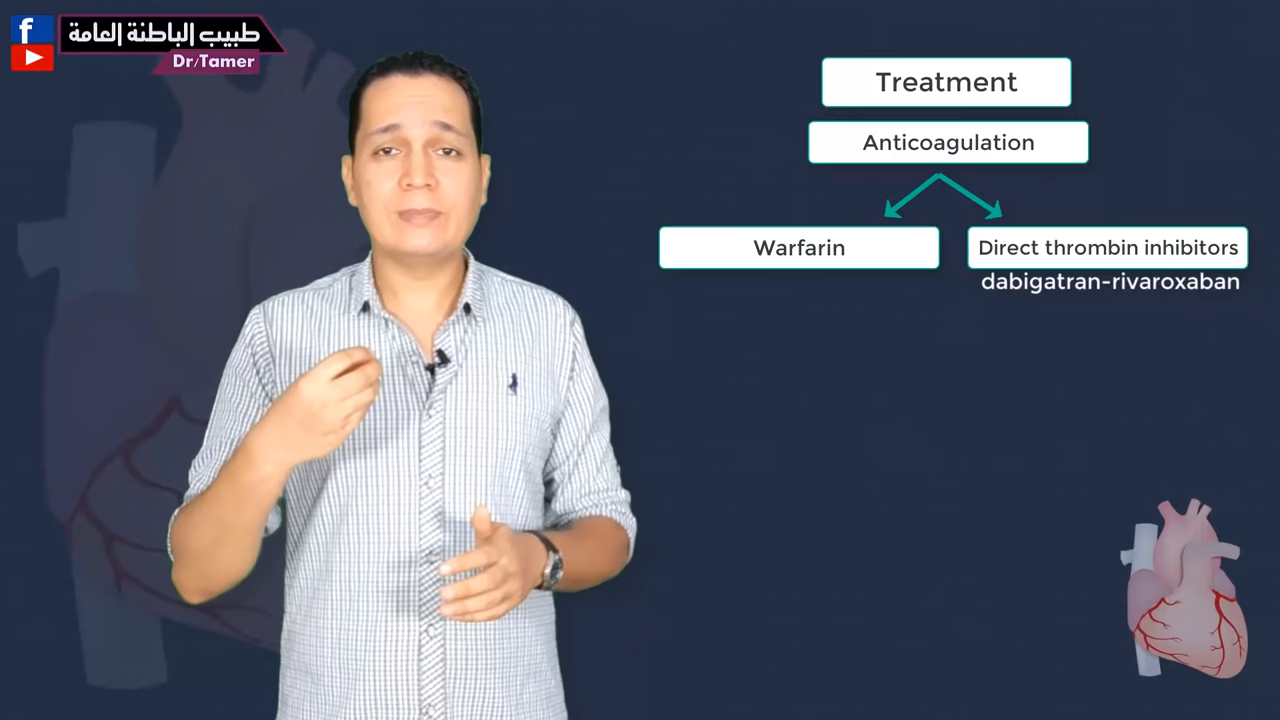 f
طبيب الباطنة العامة
Dr/Tamer
Treatment
Anticoagulation
Warfarin
Direct thrombin inhibitors
dabigatran-rivaroxaban